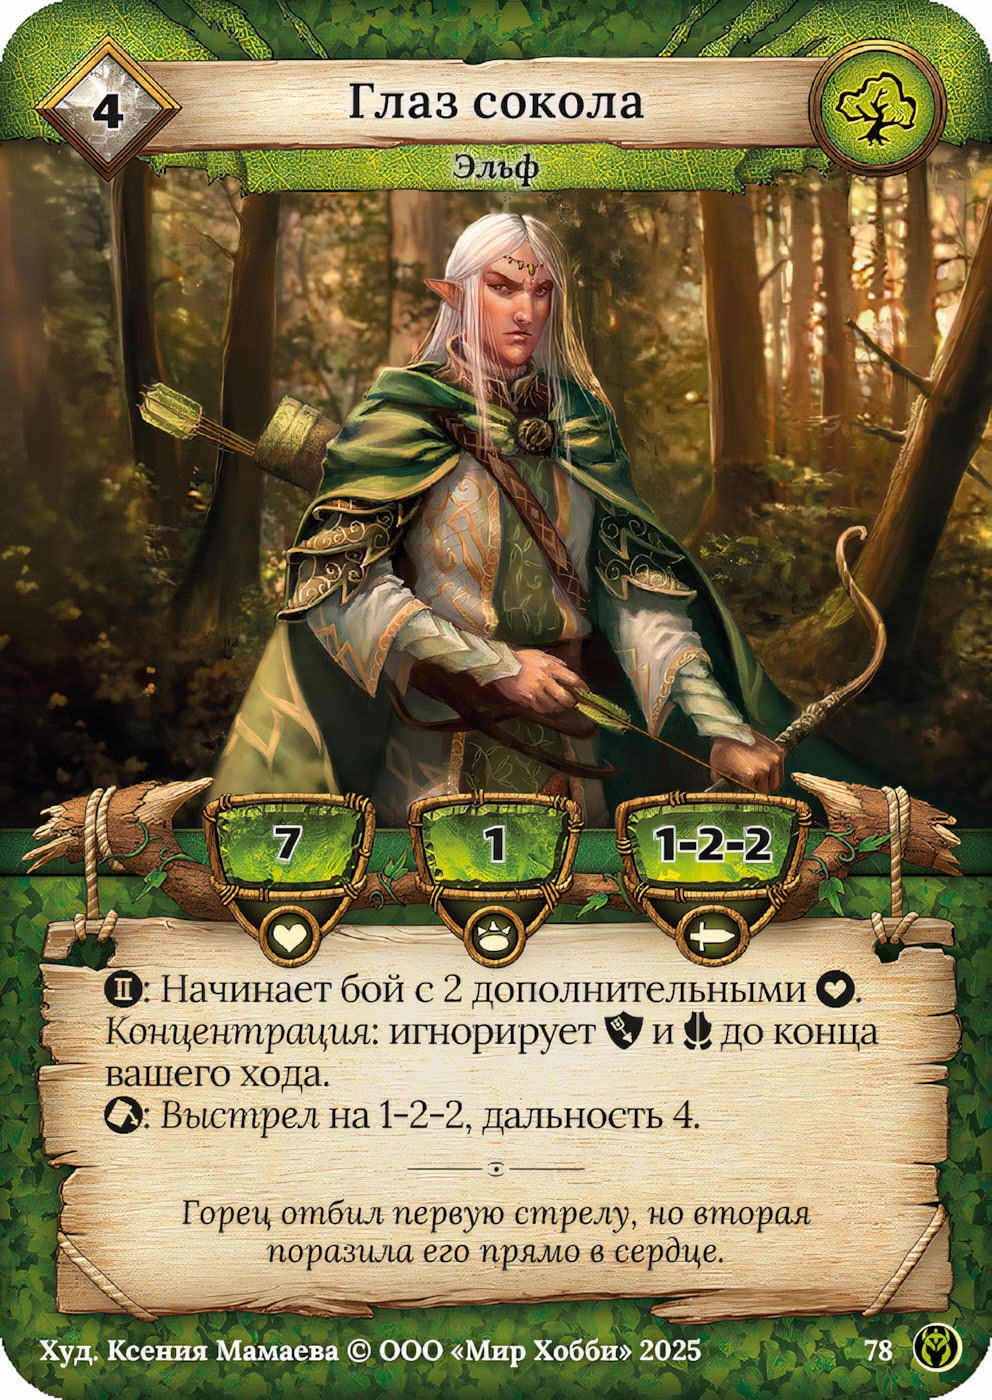 4
Глаз сокола
Эльф
7
1
1-2-2
II: Начинает бой с 2 дополнительными .
Концентрация: игнорирует и до конца
вашего хода.
: Выстрел на 1-2-2, дальность 4.
Горец отбил первую стрелу, но вторая
поразила его прямо в сердце.
Худ. Ксения Мамаева © ООО «Мир Хобби» 2025
78